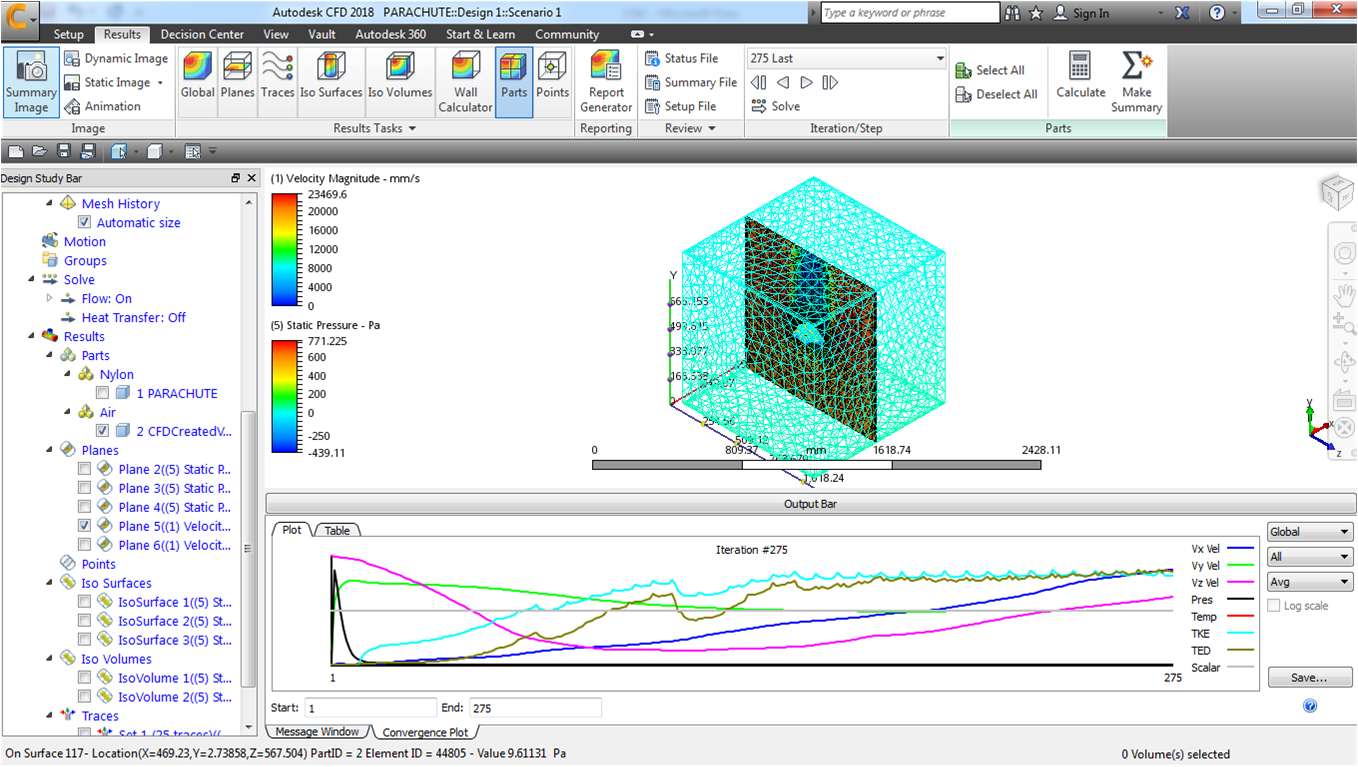 Autodesk CFD 2018 PARACHUTE::Design 1::Scenario 1
Type a keyword or phrase
Sign In
Setup Results Decision Center View Vault Autodesk 360 Start & Learn Community
Summary Image
Dynamic Image
Static Image
Animation
Image
Global
Planes
Traces
Iso Surfaces
Iso Volumes
Wall Calculator
Parts
Points
Results Tasks
Report Generator
Reporting
Status File
Summary File
Setup File
Review
275 Last
Solve
Iteration/Step
Select All
Deselect All
Calculate
Make Summary
Parts
Design Study Bar
Mesh History
Automatic size
Motion
Groups
Solve
Flow: On
Heat Transfer: Off
Results
Parts
Nylon
1 PARACHUTE
Air
2 CFDCreatedV...
Planes
Plane 2((5) Static P...
Plane 3((5) Static P...
Plane 4((5) Static P...
Plane 5((1) Velocit...
Plane 6((1) Velocit...
Points
Iso Surfaces
IsoSurface 1((5) St...
IsoSurface 2((5) St...
IsoSurface 3((5) St...
Iso Volumes
IsoVolume 1((5) St...
IsoVolume 2((5) St...
Traces
Set 1 (25 traces)(
(1) Velocity Magnitude - mm/s
23469.6
20000
16000
12000
8000
4000
0
(5) Static Pressure - Pa
771.225
600
400
200
0
-250
-439.11
Y
0 809.37 mm 1618.74 2428.11
1,018.24
Y
X
Z
Output Bar
Plot Table
Iteration #275
Vx Vel
Vy Vel
Vz Vel
Pres
Temp
TKE
TED
Scalar
1 275
Global
All
Avg
Log scale
Save...
Start: 1 End: 275
Message Window Convergence Plot
On Surface 117- Location(X=469.23,Y=2.73858,Z=567.504) PartID = 2 Element ID = 44805 - Value 9.61131 Pa
0 Volume(s) selected